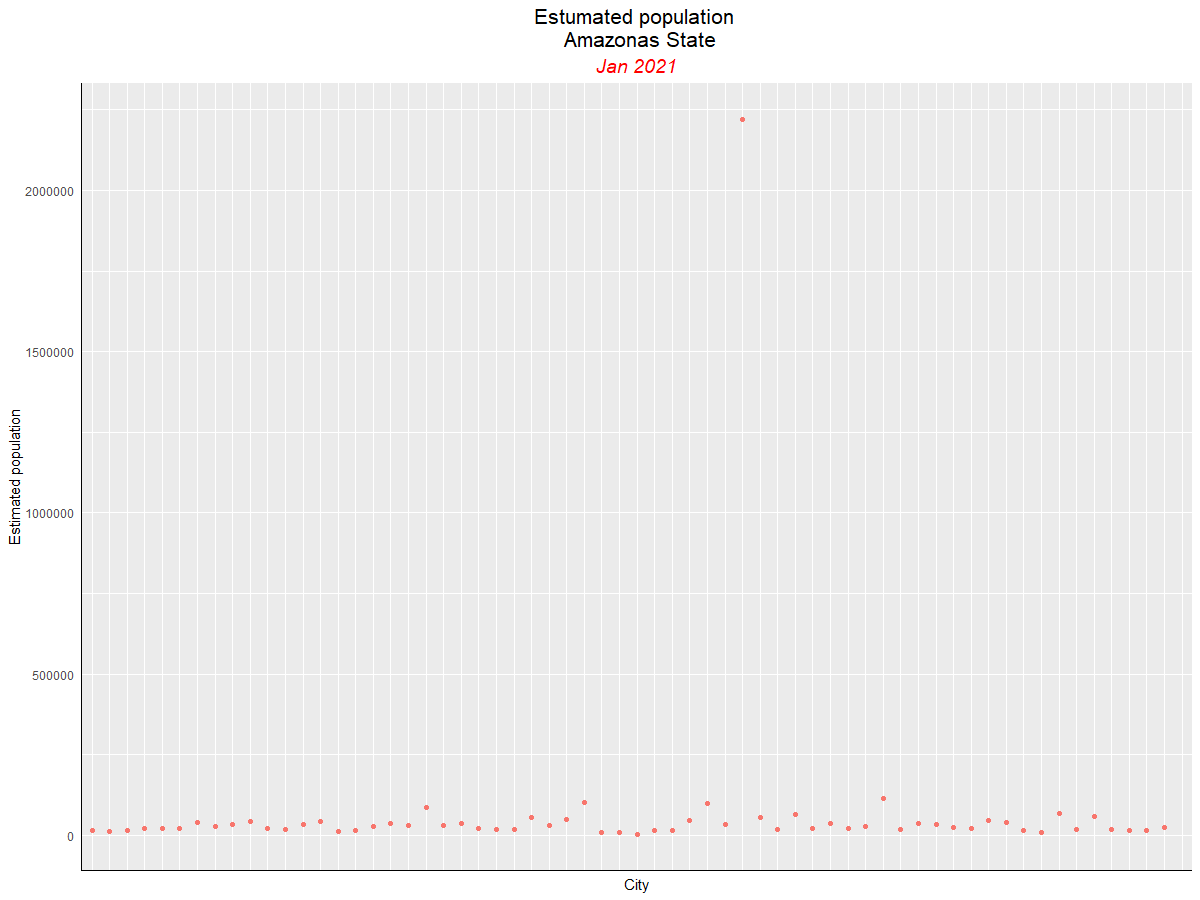 Estumated population
Amazonas State
Jan 2021
2000000
1500000
1000000
500000
0
Estimated population
City